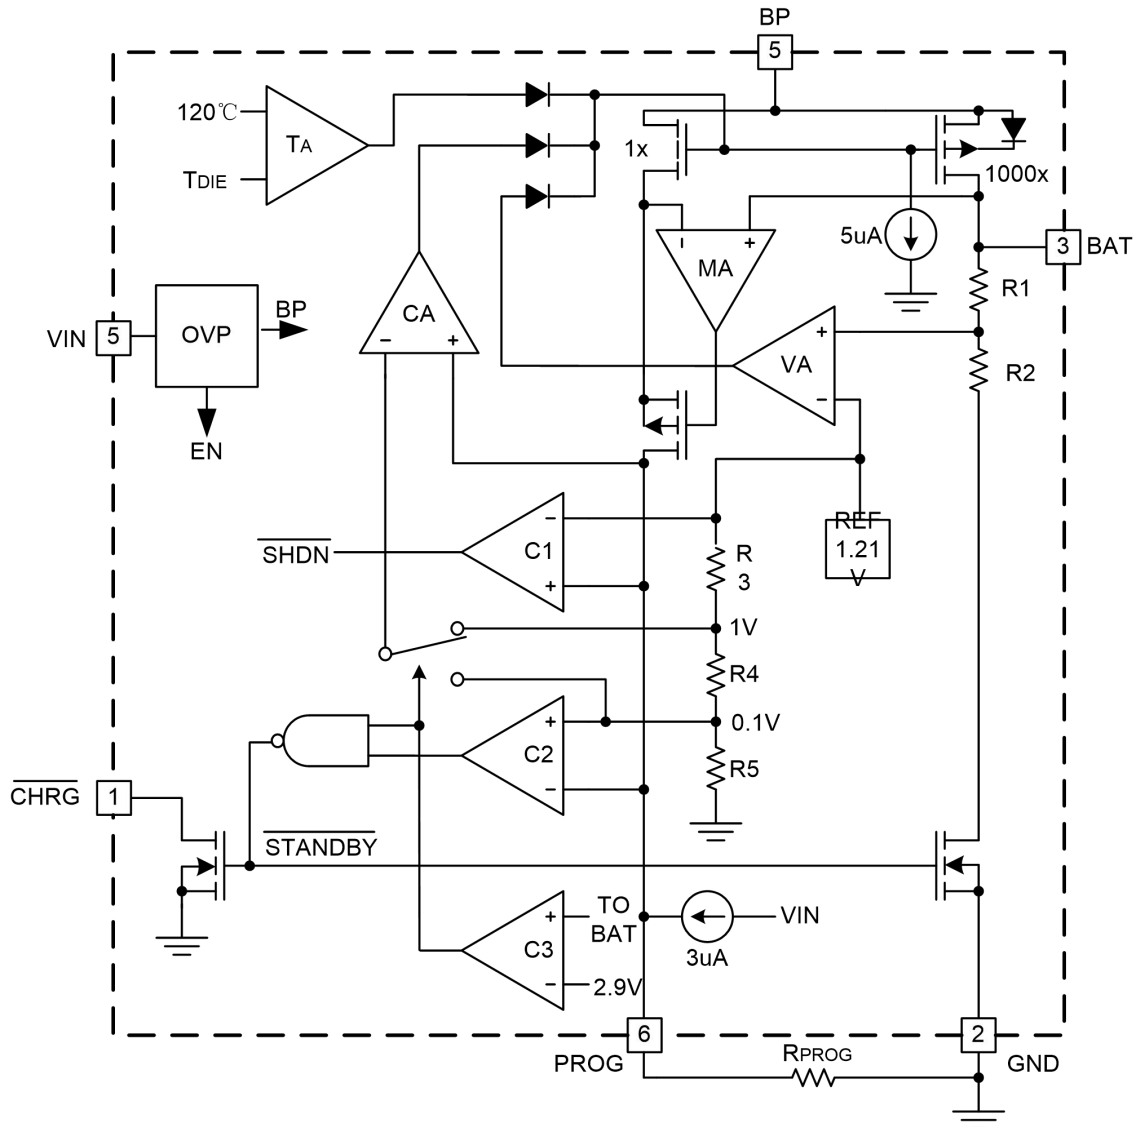 BP
5
120℃
TA
TDIE
1x
1000x
5uA
3
BAT
MA
R1
CA
VIN
5
OVP
BP
EN
VA
R2
SHDN
C1
R
3
REF
1.21
V
1V
R4
0.1V
C2
R5
CHRG
1
STANDBY
C3
TO
BAT
2.9V
VIN
3uA
6
2
PROG
RPROG
GND